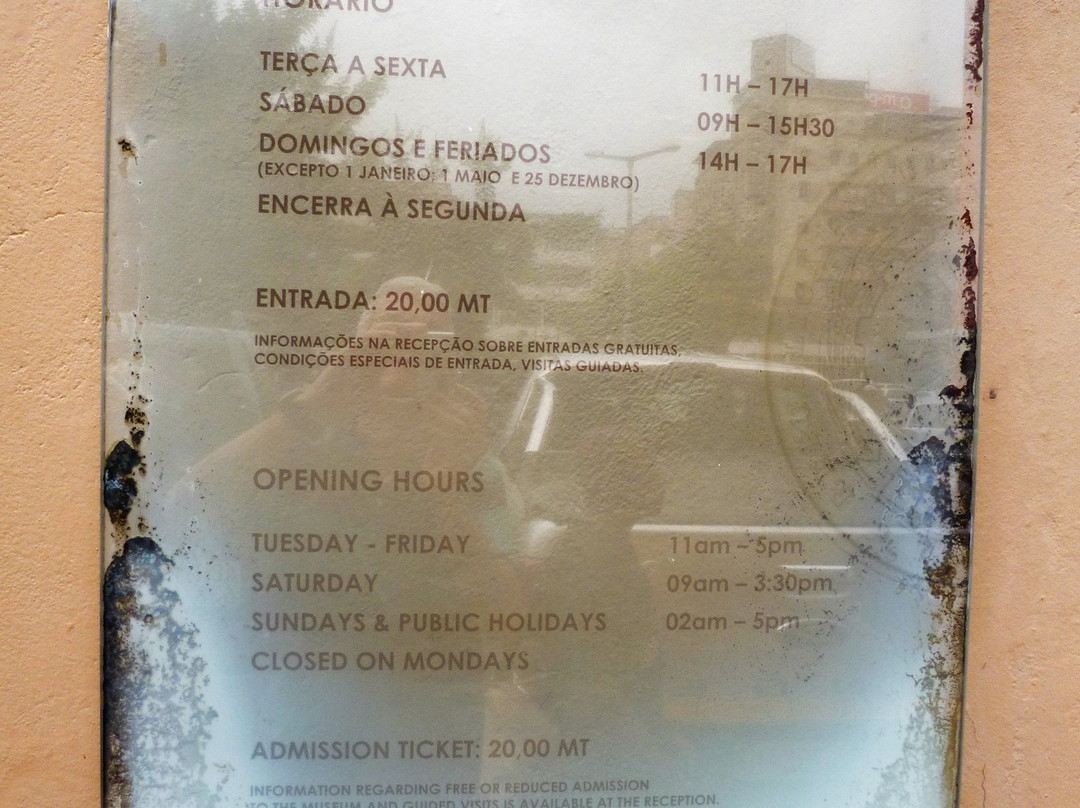 HORÁRIO
TERÇA A SEXTA 11H – 17H
SÁBADO 09H – 15H30
DOMINGOS E FERIADOS 14H – 17H
(EXCEPTO 1 JANEIRO; 1 MAIO E 25 DEZEMBRO)
ENCERRA À SEGUNDA
ENTRADA: 20,00 MT
INFORMAÇÕES NA RECEPÇÃO SOBRE ENTRADAS GRATUITAS,
CONDIÇÕES ESPECIAIS DE ENTRADA, VISITAS GUIADAS.
OPENING HOURS
TUESDAY - FRIDAY 11am – 5pm
SATURDAY 09am – 3:30pm
SUNDAYS & PUBLIC HOLIDAYS 02am – 5pm
CLOSED ON MONDAYS
ADMISSION TICKET: 20,00 MT
INFORMATION REGARDING FREE OR REDUCED ADMISSION
TO THE MUSEUM AND GUIDED VISITS IS AVAILABLE AT THE RECEPTION.